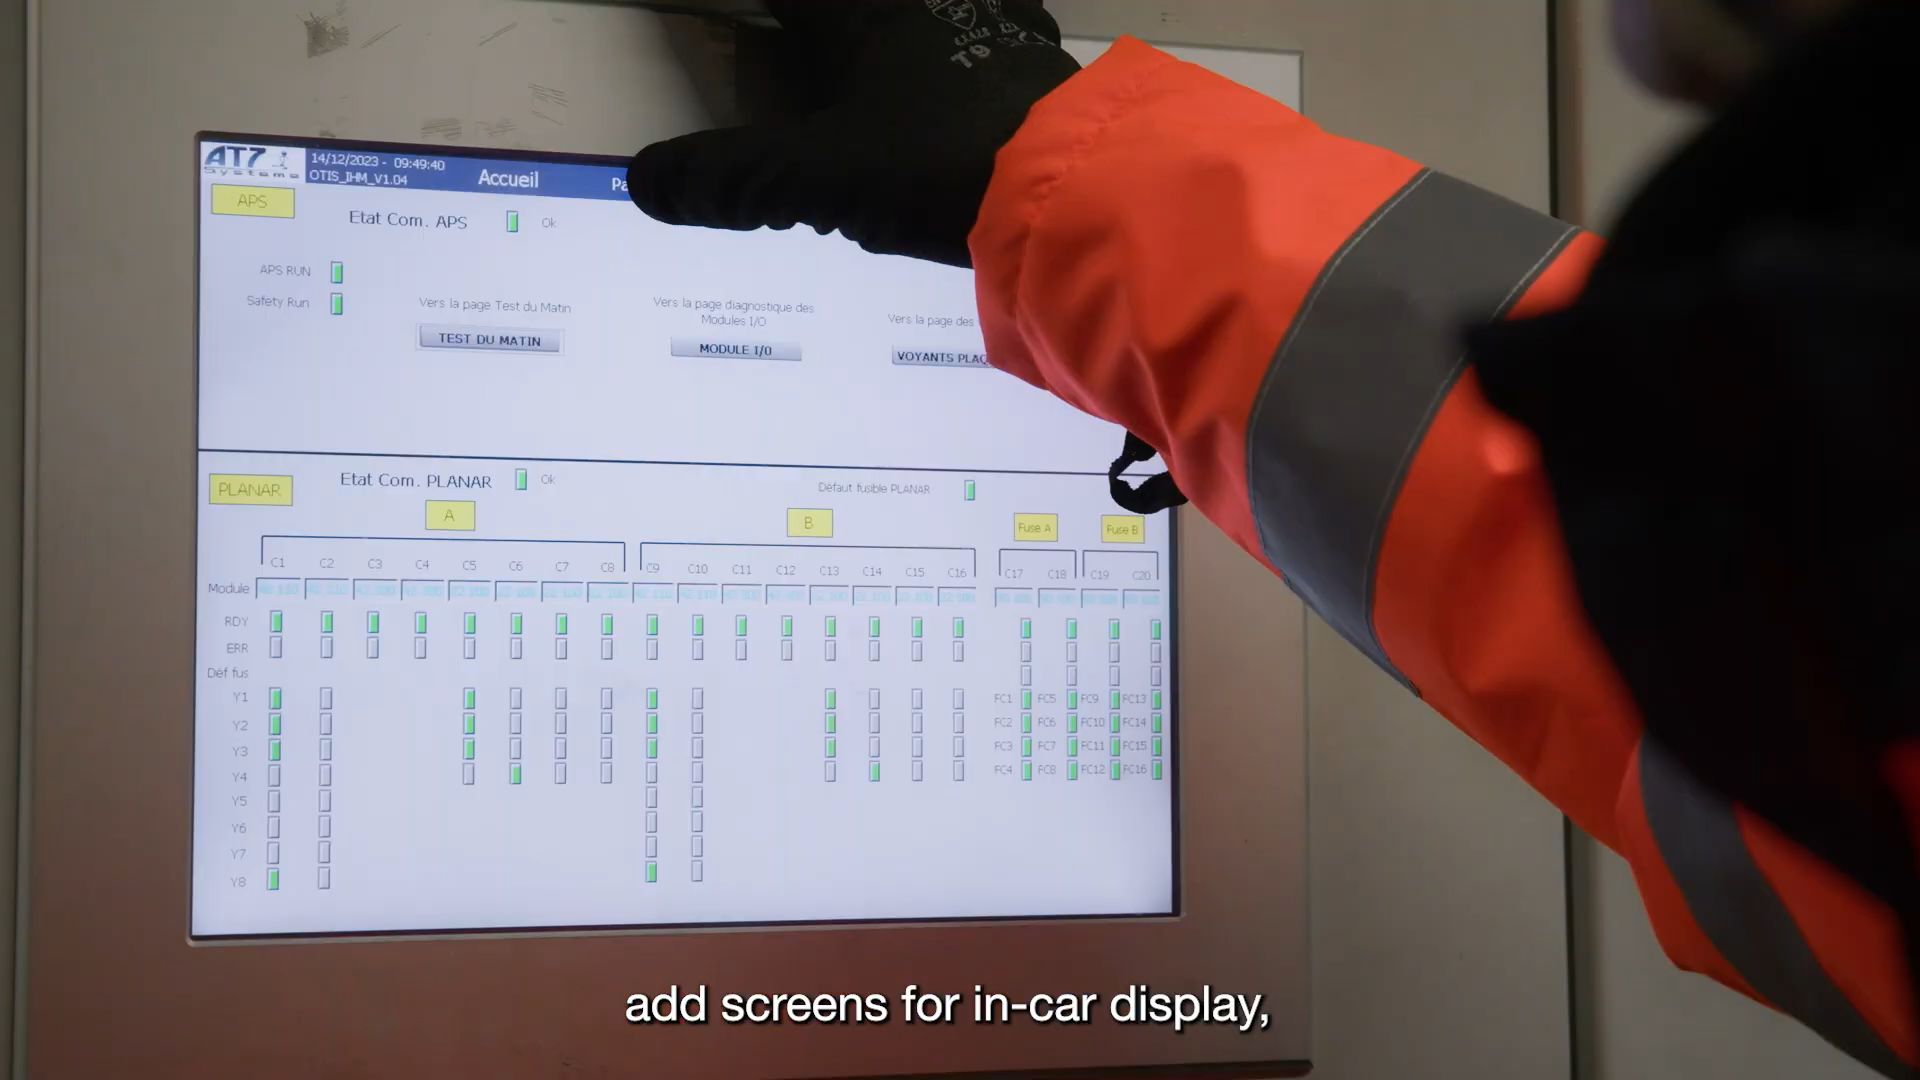 T9
AT7
Systems
14/12/2023 - 09:49:40
OTIS_IHM_V1.04
Accueil
Pa
APS
Etat Com. APS
Ok
APS RUN
Safety Run
Vers la page Test du Matin
TEST DU MATIN
Vers la page diagnostique des
Modules I/O
MODULE I/O
Vers la page des
VOYANTS PLAQ
PLANAR
Etat Com. PLANAR
Ok
Défaut fusible PLANAR
A
B
Fuse A
Fuse B
C1 C2 C3 C4 C5 C6 C7 C8 C9 C10 C11 C12 C13 C14 C15 C16 C17 C18 C19 C20
Module
RDY
ERR
Déf fus
Y1 FC1 FC5 FC9 FC13
Y2 FC2 FC6 FC10 FC14
Y3 FC3 FC7 FC11 FC15
Y4 FC4 FC8 FC12 FC16
Y5
Y6
Y7
Y8
add screens for in-car display,